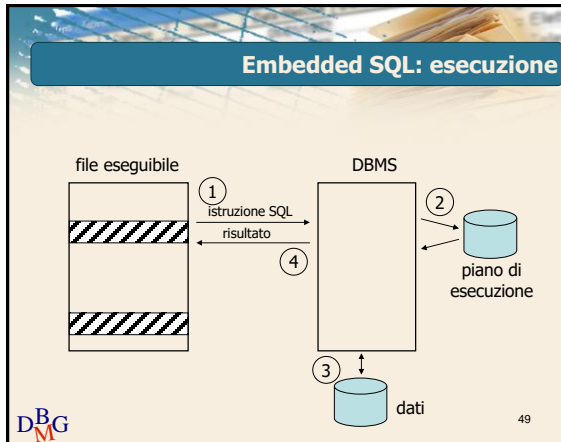 Embedded SQL: esecuzione
file eseguibile
DBMS
1
istruzione SQL
2
risultato
4
piano di
esecuzione
3
dati
DBMG
49